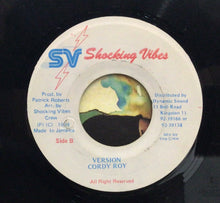 SV Shocking Vibes
Prod. by
Patrick Roberts
Arr. by
Shocking Vibes
Crew
Made in Jamaica
Side B
Distributed by
Dynamic Sound
Kingston 11
VERSION
CORDY ROY
All Right Reserved